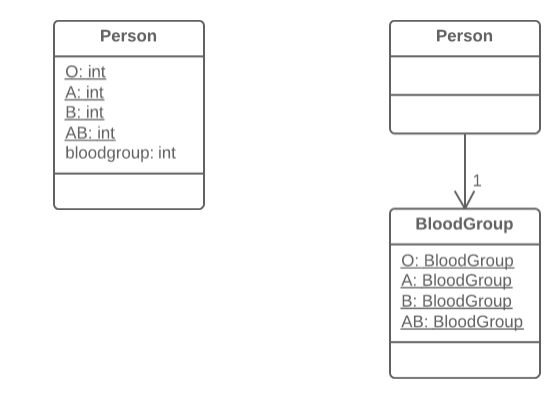 Person
O: int
A: int
B: int
AB: int
bloodgroup: int
Person
1
BloodGroup
O: BloodGroup
A: BloodGroup
B: BloodGroup
AB: BloodGroup